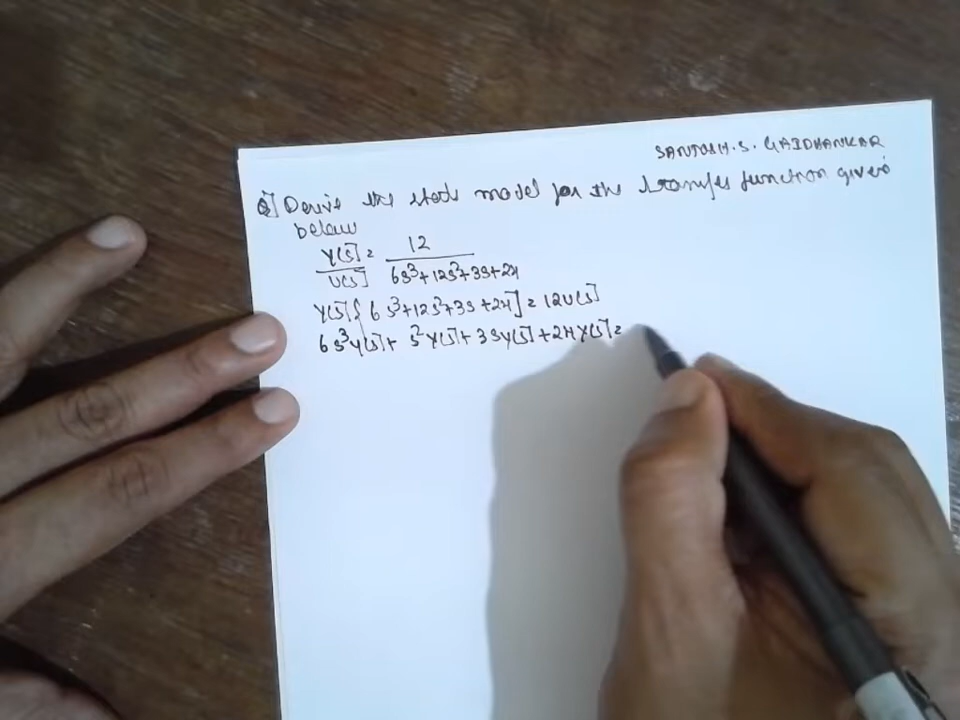 SANTOSH.S. GAIDHANKAR
Q] Derive the state model for the transfer function given
below
Y[s] = 12
U[s] 6s³+12s²+3s+24
Y[s] [6s³+12s²+3s+24] = 12U[s]
6s³Y[s]+ s²Y[s]+ 3sY[s]+24Y[s]=